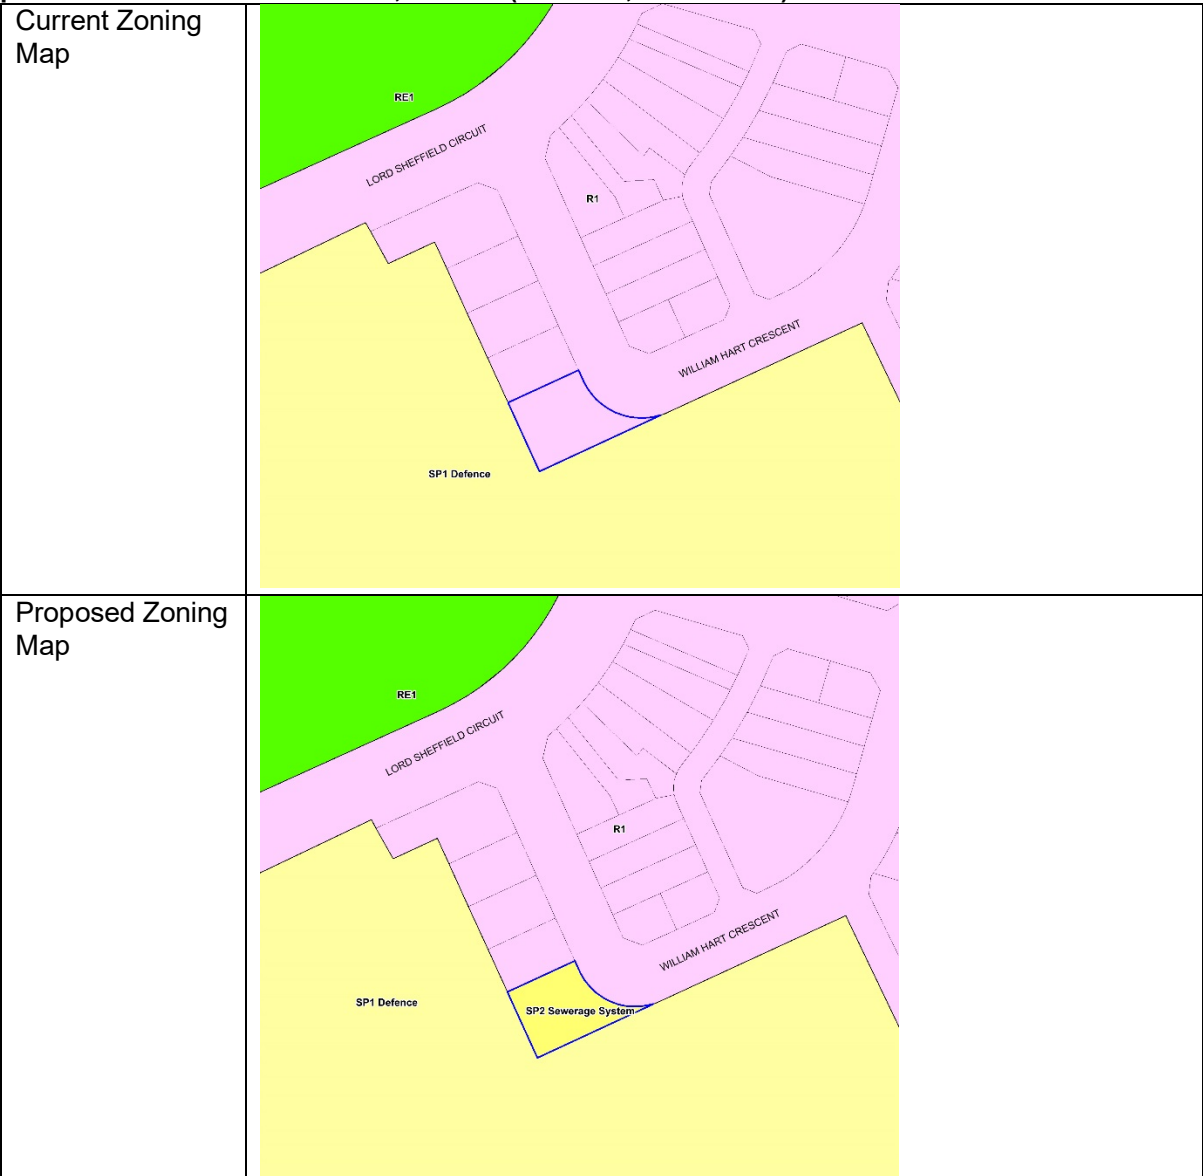 Current Zoning
Map
RE1
LORD SHEFFIELD CIRCUIT
R1
WILLIAM HART CRESCENT
SP1 Defence
Proposed Zoning
Map
RE1
LORD SHEFFIELD CIRCUIT
R1
WILLIAM HART CRESCENT
SP1 Defence
SP2 Sewerage System